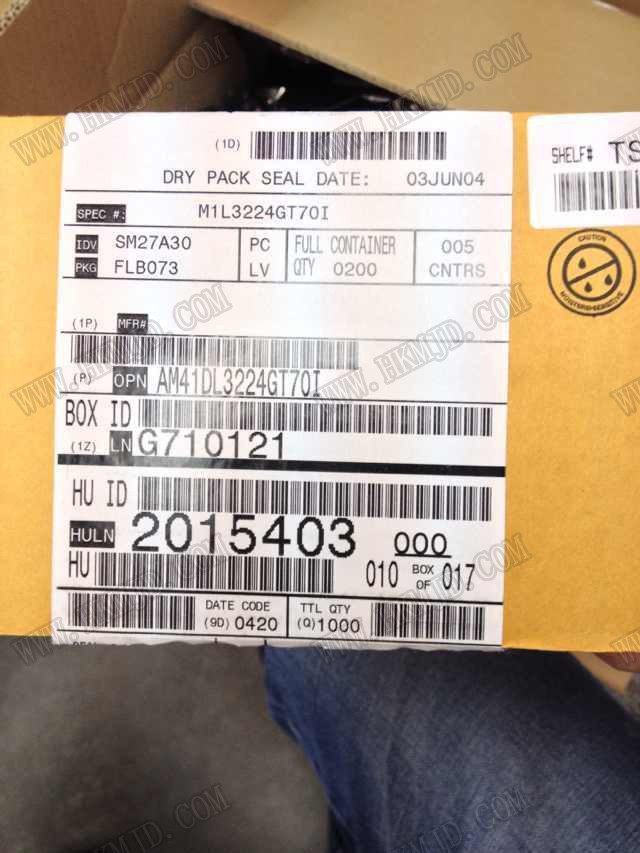 (1D)
DRY PACK SEAL DATE: 03JUN04
SHELF# TS
SPEC #: M1L3224GT70I
IDV SM27A30 PC FULL CONTAINER 005
PKG FLB073 LV QTY 0200 CNTRS
CAUTION
MOISTURE-SENSITIVE
(1P) MFR#
(P) OPN AM41DL3224GT70I
BOX ID
(1Z) LN G710121
HU ID
HULN 2015403 000
HU 010 BOX OF 017
DATE CODE TTL QTY
(9D) 0420 (Q)1000
WWW.HKMJD.COM